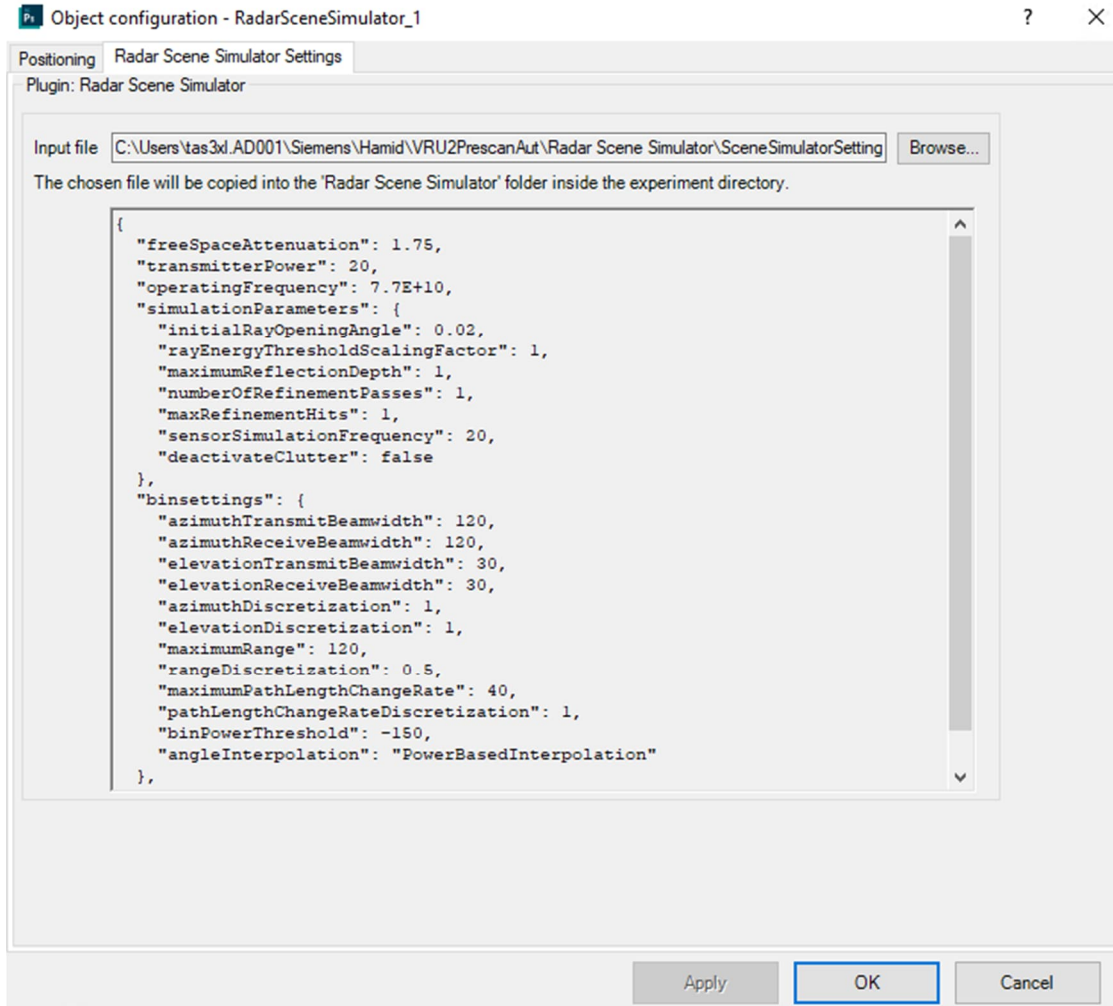 Object configuration - RadarSceneSimulator_1
Positioning
Radar Scene Simulator Settings
Plugin: Radar Scene Simulator
Input file C:\Users\tas3xl.AD001\Siemens\Hamid\VRU2PrescanAut\Radar Scene Simulator\SceneSimulatorSetting Browse...
The chosen file will be copied into the 'Radar Scene Simulator' folder inside the experiment directory.
{
"freeSpaceAttenuation": 1.75,
"transmitterPower": 20,
"operatingFrequency": 7.7E+10,
"simulationParameters": {
"initialRayOpeningAngle": 0.02,
"rayEnergyThresholdScalingFactor": 1,
"maximumReflectionDepth": 1,
"numberOfRefinementPasses": 1,
"maxRefinementHits": 1,
"sensorSimulationFrequency": 20,
"deactivateClutter": false
},
"binsettings": {
"azimuthTransmitBeamwidth": 120,
"azimuthReceiveBeamwidth": 120,
"elevationTransmitBeamwidth": 30,
"elevationReceiveBeamwidth": 30,
"azimuthDiscretization": 1,
"elevationDiscretization": 1,
"maximumRange": 120,
"rangeDiscretization": 0.5,
"maximumPathLengthChangeRate": 40,
"pathLengthChangeRateDiscretization": 1,
"binPowerThreshold": -150,
"angleInterpolation": "PowerBasedInterpolation"
},
Apply OK Cancel